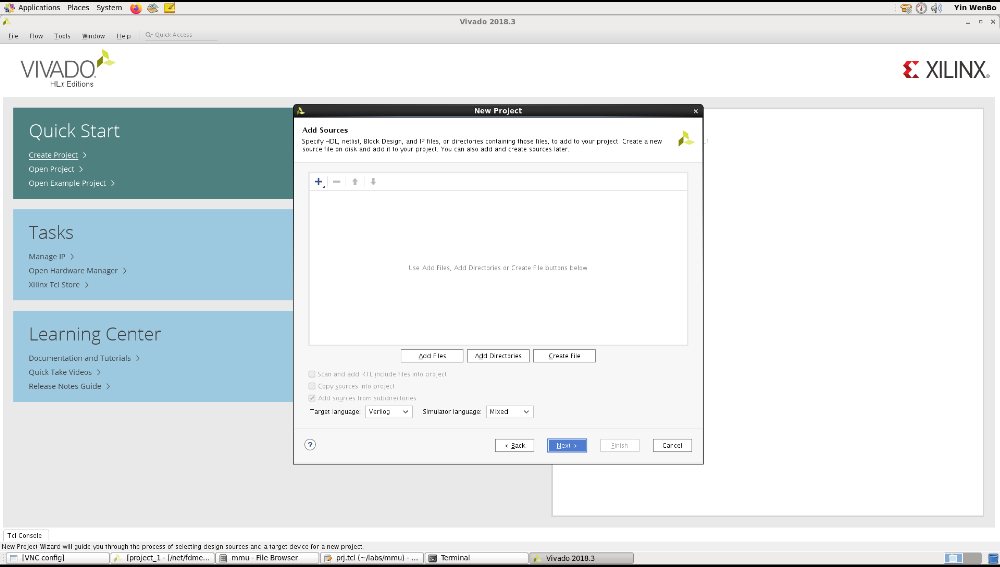 Applications Places System Yin WenBo
Vivado 2018.3
File Flow Tools Window Help Quick Access
VIVADO
HLx Editions
XILINX
Quick Start
Create Project
Open Project
Open Example Project
Tasks
Manage IP
Open Hardware Manager
Xilinx Tcl Store
Learning Center
Documentation and Tutorials
Quick Take Videos
Release Notes Guide
New Project
Add Sources
Specify HDL, netlist, Block Design, and IP files, or directories containing those files, to add to your project. Create a new
source file on disk and add it to your project. You can also add and create sources later.
_1
Use Add Files, Add Directories or Create File buttons below
Add Files Add Directories Create File
Scan and add RTL include files into project
Copy sources into project
Add sources from subdirectories
Target language: Verilog Simulator language: Mixed
? < Back Next > Finish Cancel
Tcl Console
New Project Wizard will guide you through the process of selecting design sources and a target device for a new project.
[VNC config] [project_1 - [/net/fdme... mmu - File Browser prj.tcl (~/labs/mmu) - ... Terminal Vivado 2018.3